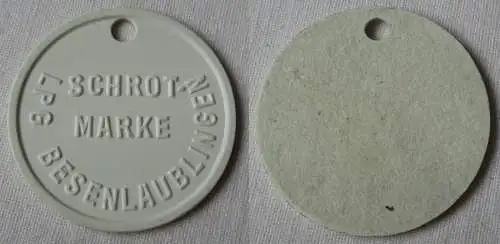 SCHROT-
MARKE
LPG BESENLAUBLINGEN